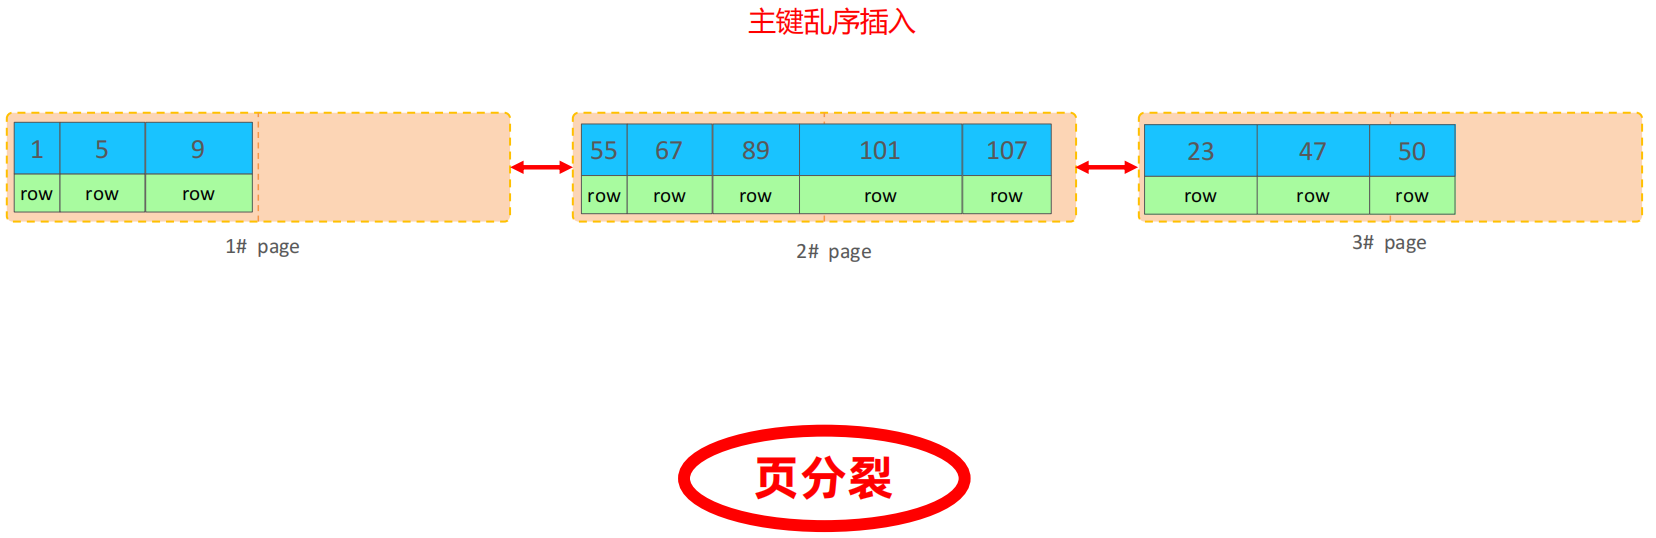 主键乱序插入
1 5 9
row row row
1# page
55 67 89 101 107
row row row row row
2# page
23 47 50
row row row
3# page
页分裂